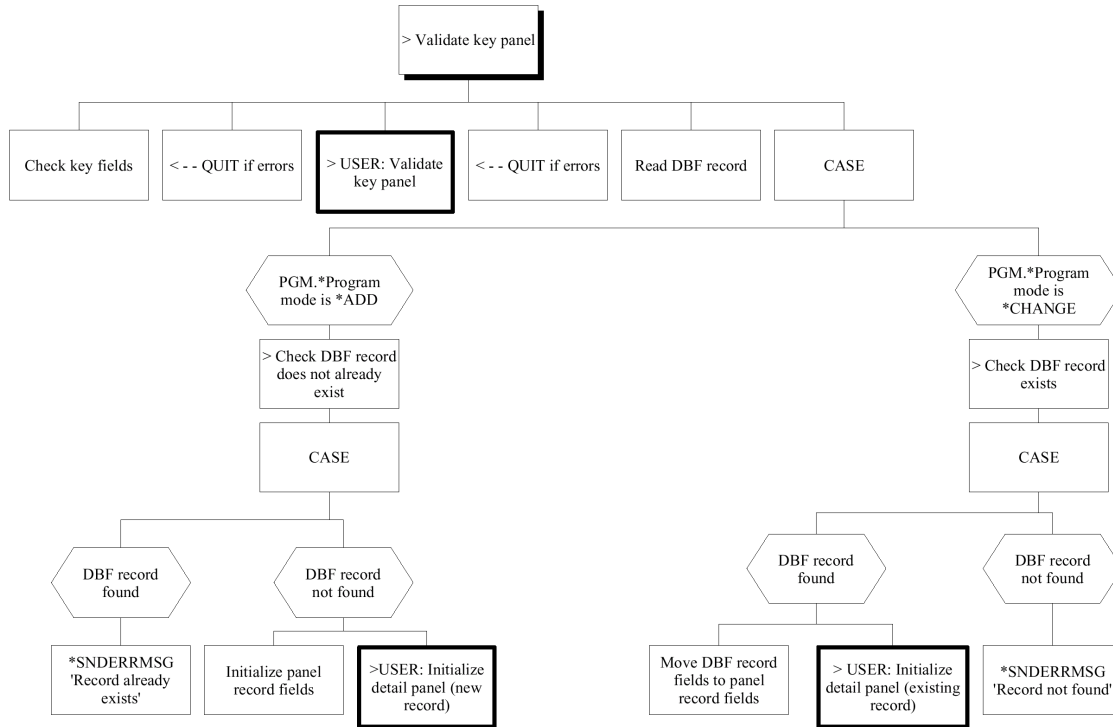 > Validate key panel
Check key fields
< - - QUIT if errors
> USER: Validate
key panel
< - - QUIT if errors
Read DBF record
CASE
PGM.*Program
mode is *ADD
PGM.*Program
mode is
*CHANGE
> Check DBF record
does not already
exist
> Check DBF record
exists
CASE
CASE
DBF record
found
DBF record
not found
DBF record
found
DBF record
not found
*SNDERRMSG
'Record already
exists'
Initialize panel
record fields
>USER: Initialize
detail panel (new
record)
Move DBF record
fields to panel
record fields
> USER: Initialize
detail panel (existing
record)
*SNDERRMSG
'Record not found'